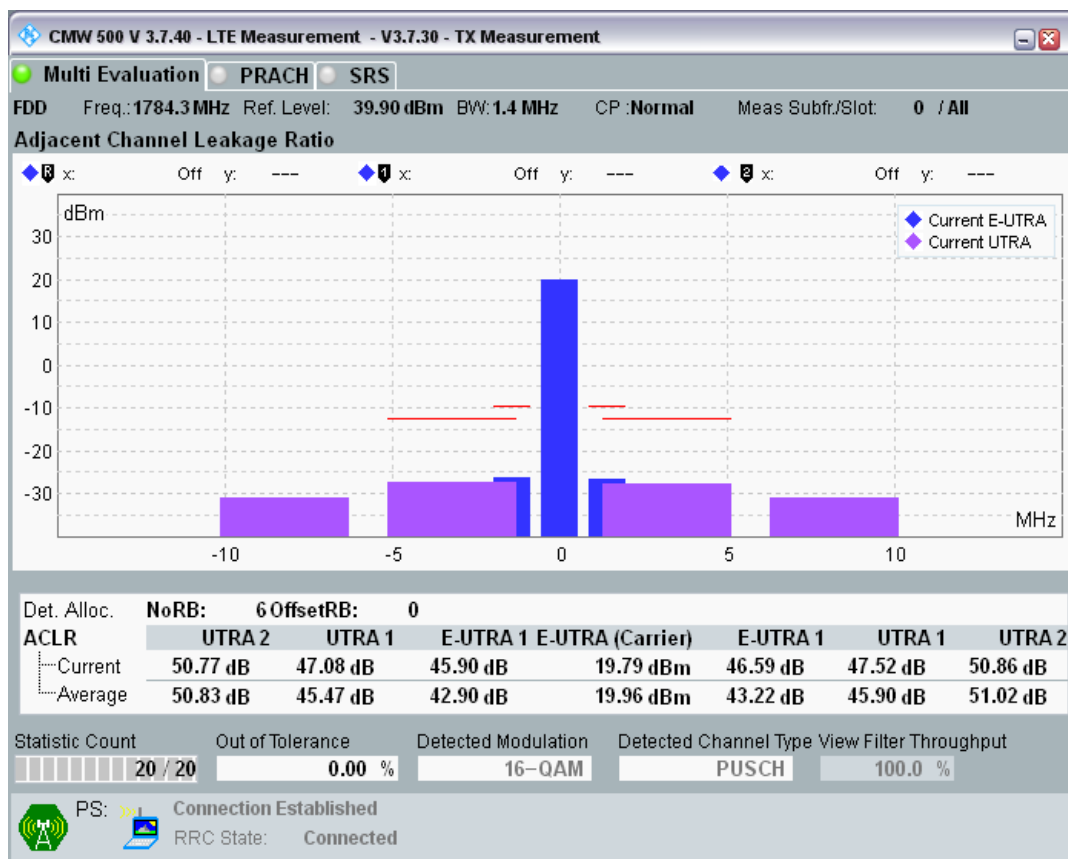 CMW 500 V 3.7.40 - LTE Measurement - V3.7.30 - TX Measurement
Multi Evaluation PRACH SRS
FDD Freq.: 1784.3 MHz Ref. Level: 39.90 dBm BW: 1.4 MHz CP :Normal Meas Subfr./Slot: 0 / All
Adjacent Channel Leakage Ratio
R x: Off y: --- 1 x: Off y: --- 2 x: Off y: ---
dBm
Current E-UTRA
Current UTRA
30
20
10
0
-10
-20
-30
MHz
-10 -5 0 5 10
Det. Alloc. NoRB: 6 OffsetRB: 0
ACLR UTRA 2 UTRA 1 E-UTRA 1 E-UTRA (Carrier) E-UTRA 1 UTRA 1 UTRA 2
Current 50.77 dB 47.08 dB 45.90 dB 19.79 dBm 46.59 dB 47.52 dB 50.86 dB
Average 50.83 dB 45.47 dB 42.90 dB 19.96 dBm 43.22 dB 45.90 dB 51.02 dB
Statistic Count Out of Tolerance Detected Modulation Detected Channel Type View Filter Throughput
20 / 20 0.00 % 16-QAM PUSCH 100.0 %
PS: Connection Established
RRC State: Connected